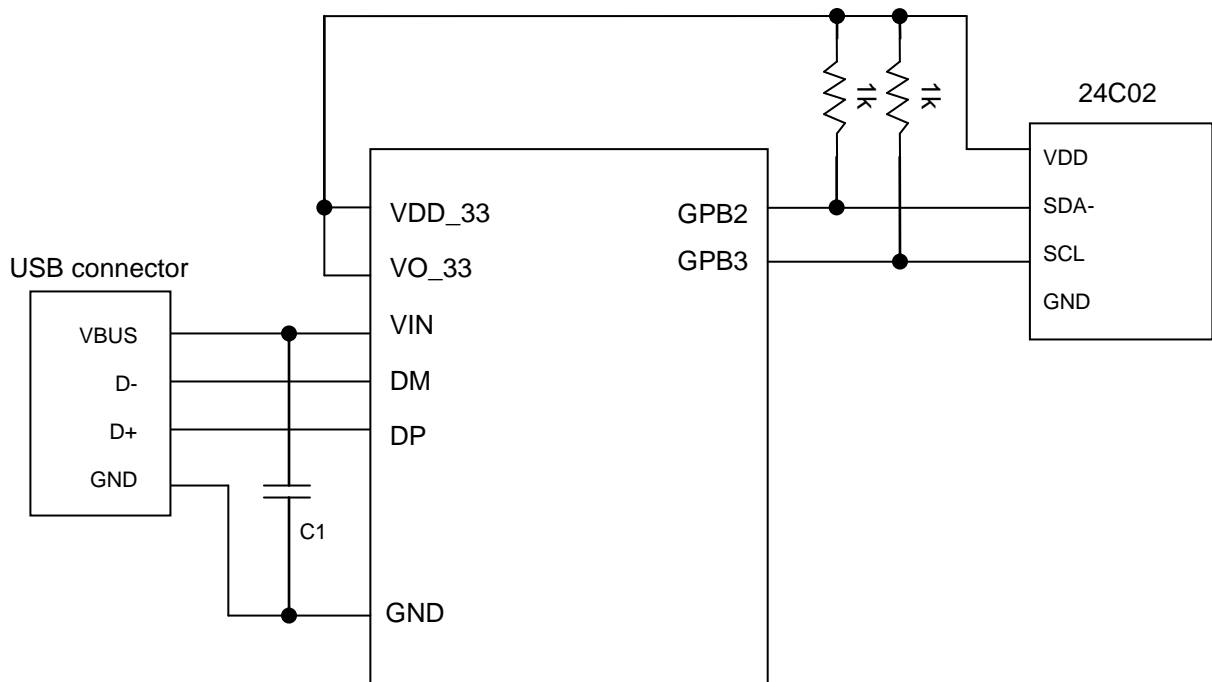 USB connector
VBUS
D-
D+
GND
C1
VDD_33
VO_33
VIN
DM
DP
GND
GPB2
GPB3
1k
1k
24C02
VDD
SDA-
SCL
GND